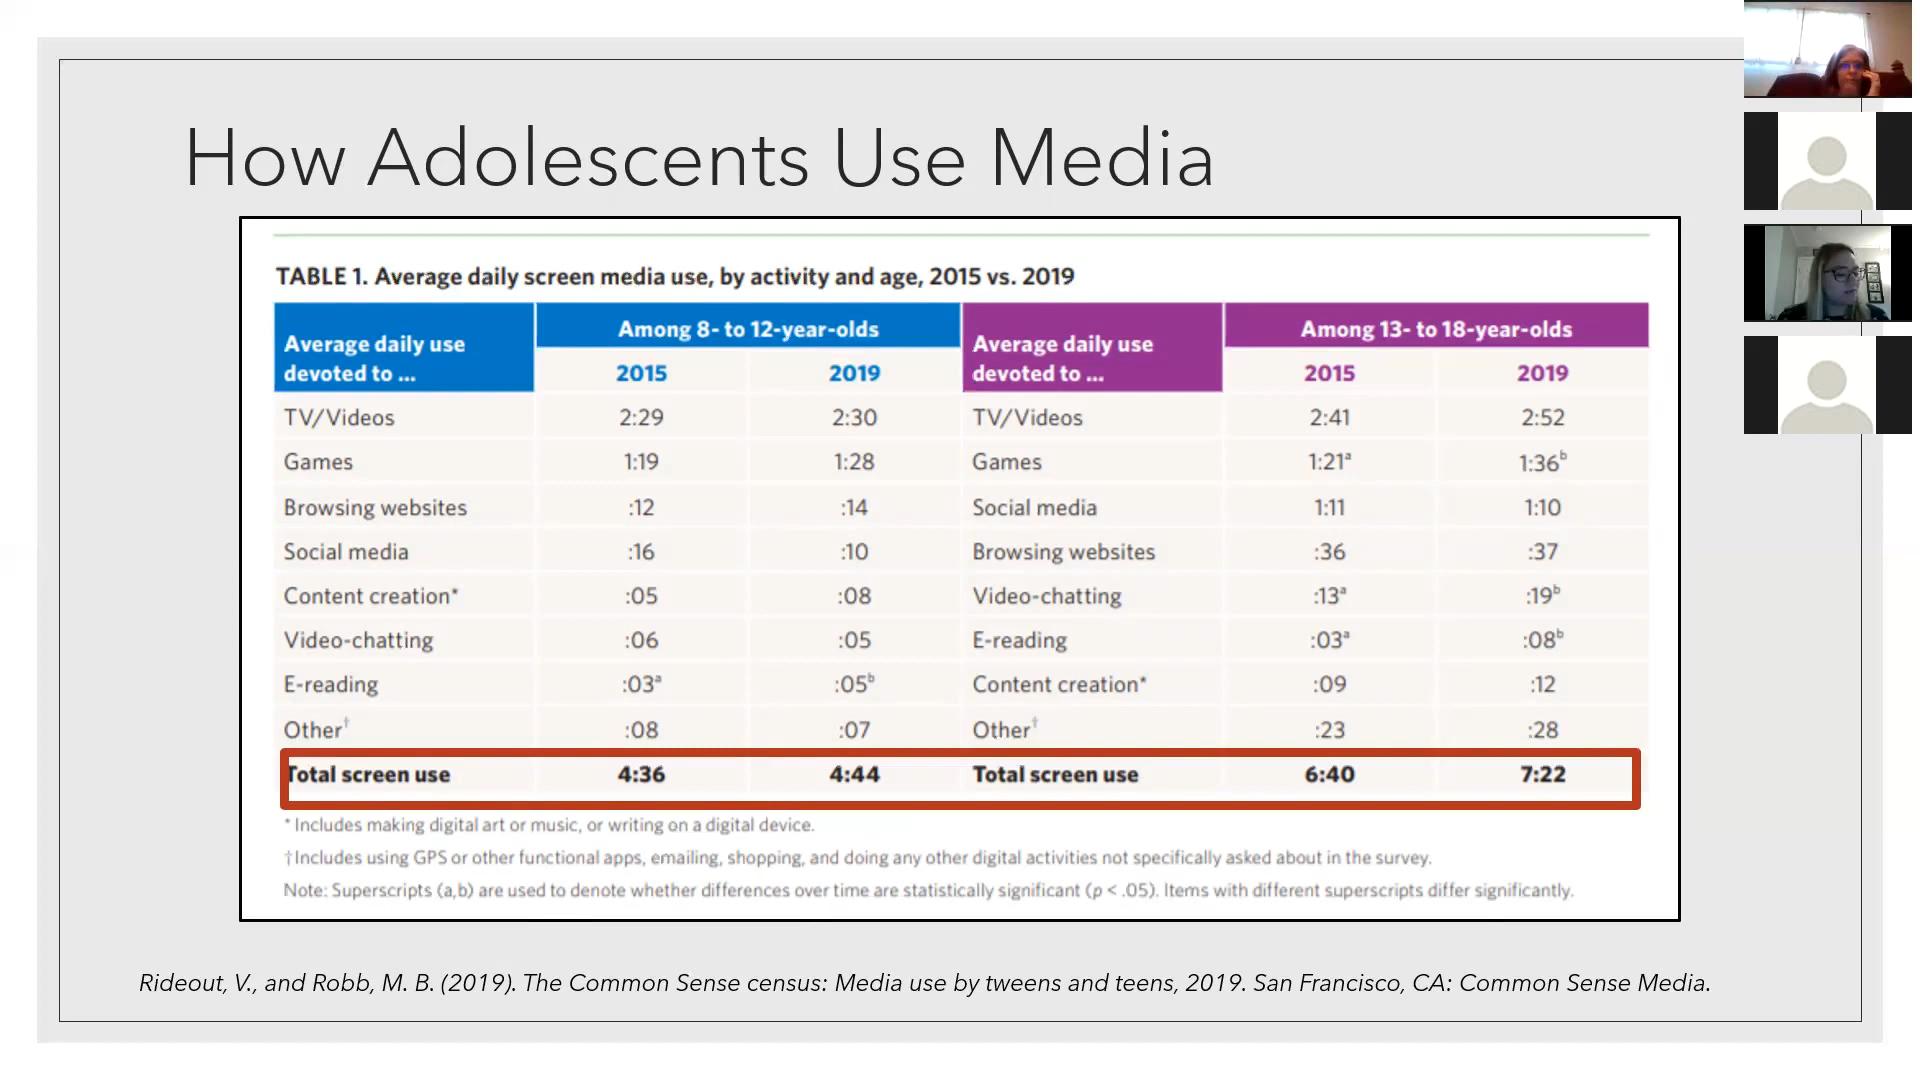 How Adolescents Use Media
TABLE 1. Average daily screen media use, by activity and age, 2015 vs. 2019
Average daily use devoted to ... Among 8- to 12-year-olds Average daily use devoted to ... Among 13- to 18-year-olds
2015 2019 2015 2019
TV/Videos 2:29 2:30 TV/Videos 2:41 2:52
Games 1:19 1:28 Games 1:21ᵃ 1:36ᵇ
Browsing websites :12 :14 Social media 1:11 1:10
Social media :16 :10 Browsing websites :36 :37
Content creation* :05 :08 Video-chatting :13ᵃ :19ᵇ
Video-chatting :06 :05 E-reading :03ᵃ :08ᵇ
E-reading :03ᵃ :05ᵇ Content creation* :09 :12
Other† :08 :07 Other† :23 :28
Total screen use 4:36 4:44 Total screen use 6:40 7:22
* Includes making digital art or music, or writing on a digital device.
†Includes using GPS or other functional apps, emailing, shopping, and doing any other digital activities not specifically asked about in the survey.
Note: Superscripts (a,b) are used to denote whether differences over time are statistically significant (p < .05). Items with different superscripts differ significantly.
Rideout, V., and Robb, M. B. (2019). The Common Sense census: Media use by tweens and teens, 2019. San Francisco, CA: Common Sense Media.